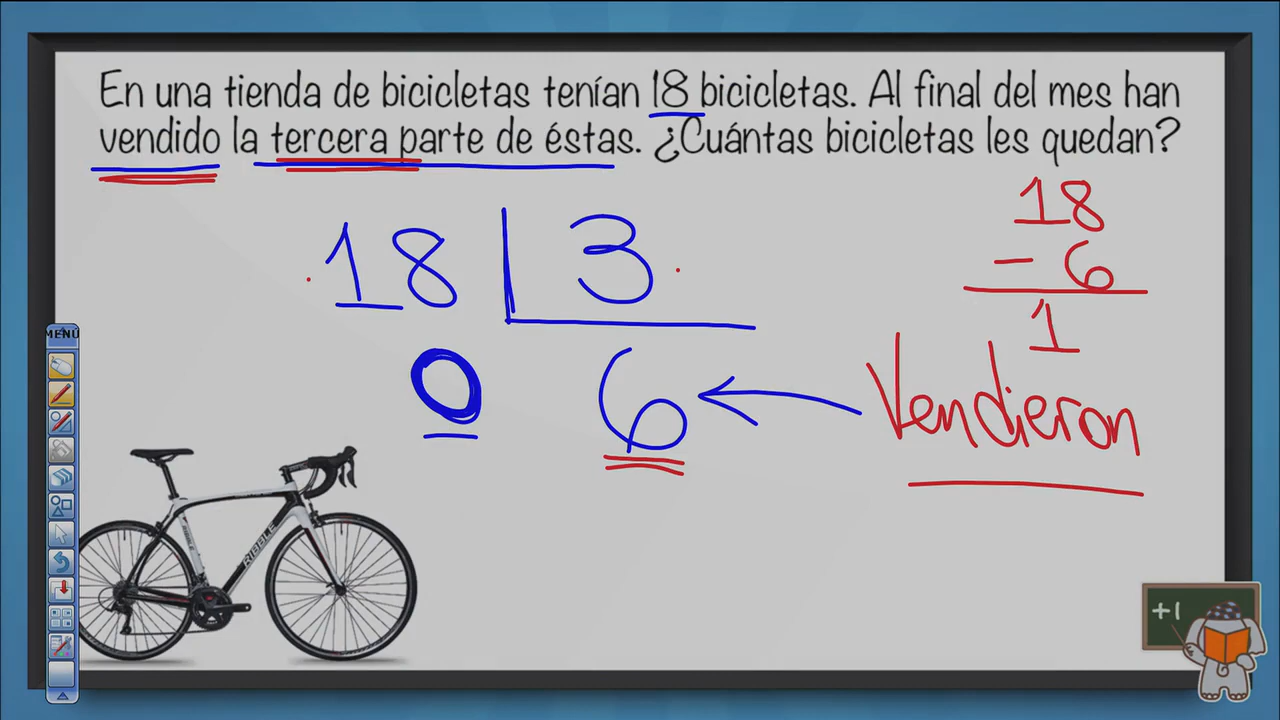 En una tienda de bicicletas tenían 18 bicicletas. Al final del mes han
vendido la tercera parte de éstas. ¿Cuántas bicicletas les quedan?
18 3
0 6
18
- 6
1
Vendieron
MENÚ
RIBBLE
+1